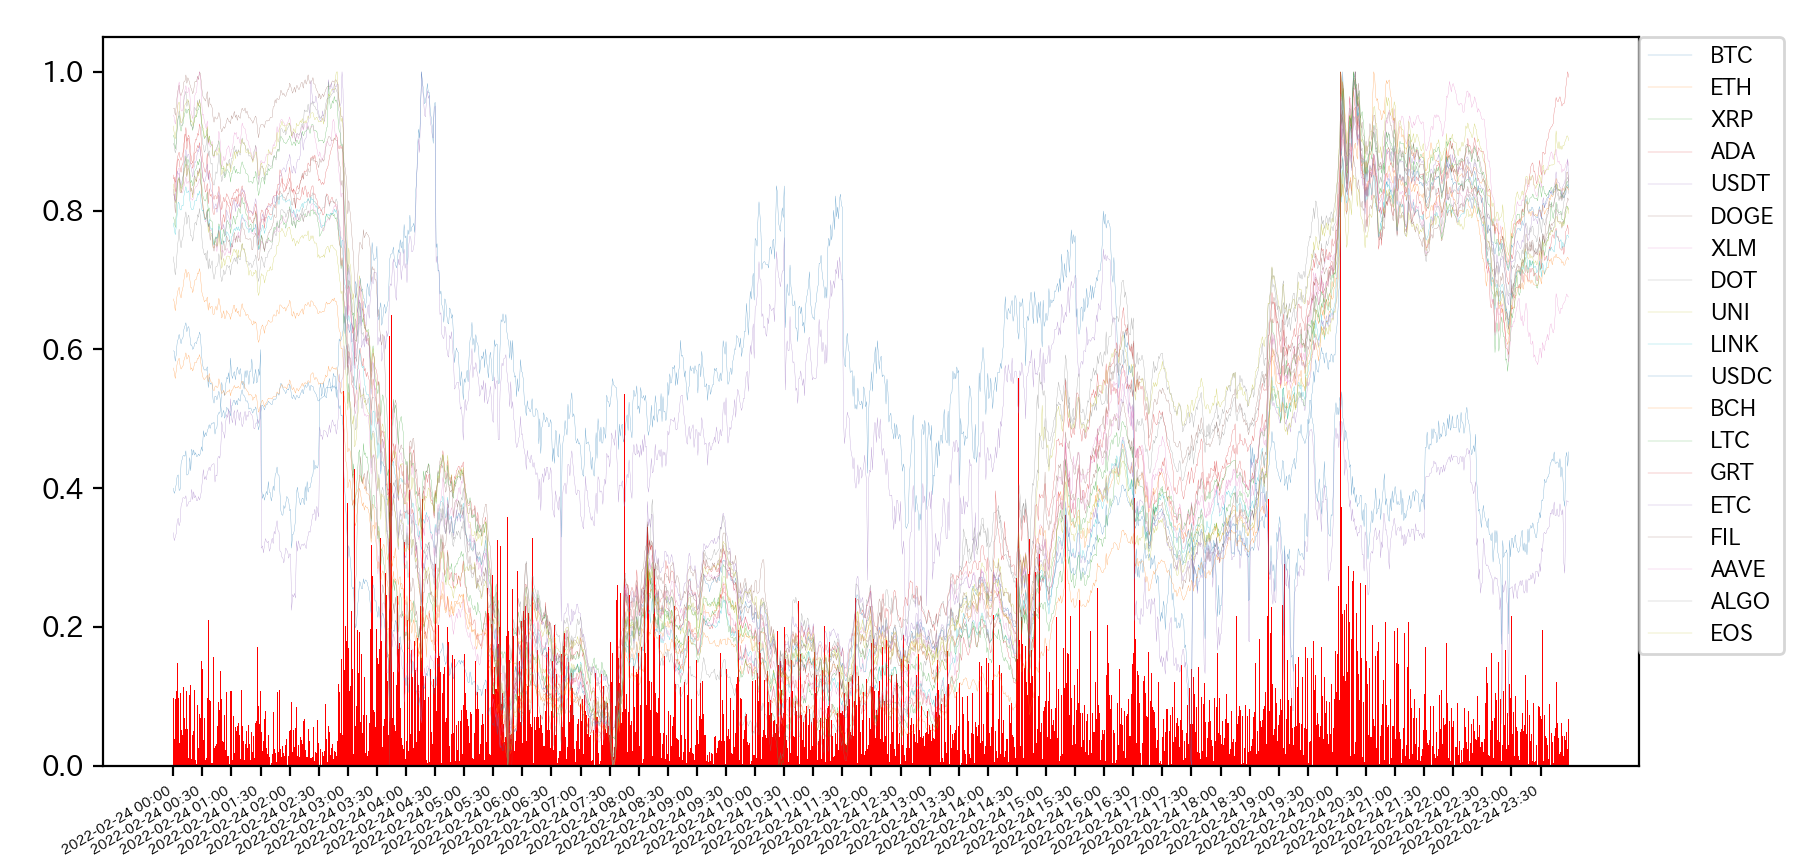 1.0
0.8
0.6
0.4
0.2
0.0
BTC
ETH
XRP
ADA
USDT
DOGE
XLM
DOT
UNI
LINK
USDC
BCH
LTC
GRT
ETC
FIL
AAVE
ALGO
EOS
2022-02-24 00:00
2022-02-24 00:30
2022-02-24 01:00
2022-02-24 01:30
2022-02-24 02:00
2022-02-24 02:30
2022-02-24 03:00
2022-02-24 03:30
2022-02-24 04:00
2022-02-24 04:30
2022-02-24 05:00
2022-02-24 05:30
2022-02-24 06:00
2022-02-24 06:30
2022-02-24 07:00
2022-02-24 07:30
2022-02-24 08:00
2022-02-24 08:30
2022-02-24 09:00
2022-02-24 09:30
2022-02-24 10:00
2022-02-24 10:30
2022-02-24 11:00
2022-02-24 11:30
2022-02-24 12:00
2022-02-24 12:30
2022-02-24 13:00
2022-02-24 13:30
2022-02-24 14:00
2022-02-24 14:30
2022-02-24 15:00
2022-02-24 15:30
2022-02-24 16:00
2022-02-24 16:30
2022-02-24 17:00
2022-02-24 17:30
2022-02-24 18:00
2022-02-24 18:30
2022-02-24 19:00
2022-02-24 19:30
2022-02-24 20:00
2022-02-24 20:30
2022-02-24 21:00
2022-02-24 21:30
2022-02-24 22:00
2022-02-24 22:30
2022-02-24 23:00
2022-02-24 23:30